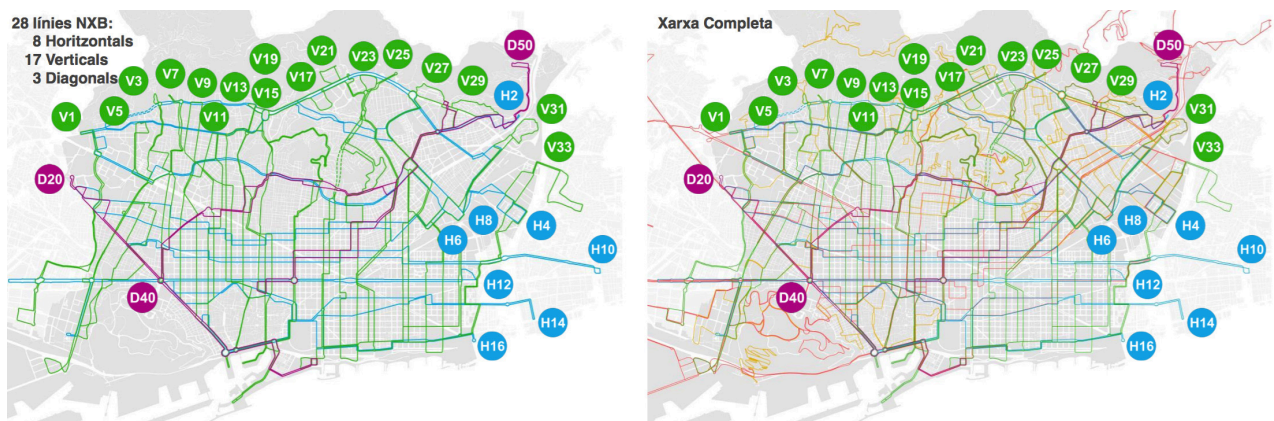 28 línies NXB:
8 Horitzontals
17 Verticals
3 Diagonals
V1
V3
V5
V7
V9
V11
V13
V15
V19
V17
V21
V23
V25
V27
V29
D50
H2
V31
V33
D20
H8
H4
H6
H10
H12
D40
H14
H16
Xarxa Completa
V1
V3
V5
V7
V9
V11
V13
V15
V19
V17
V21
V23
V25
V27
V29
D50
H2
V31
V33
D20
H8
H4
H6
H10
H12
D40
H14
H16